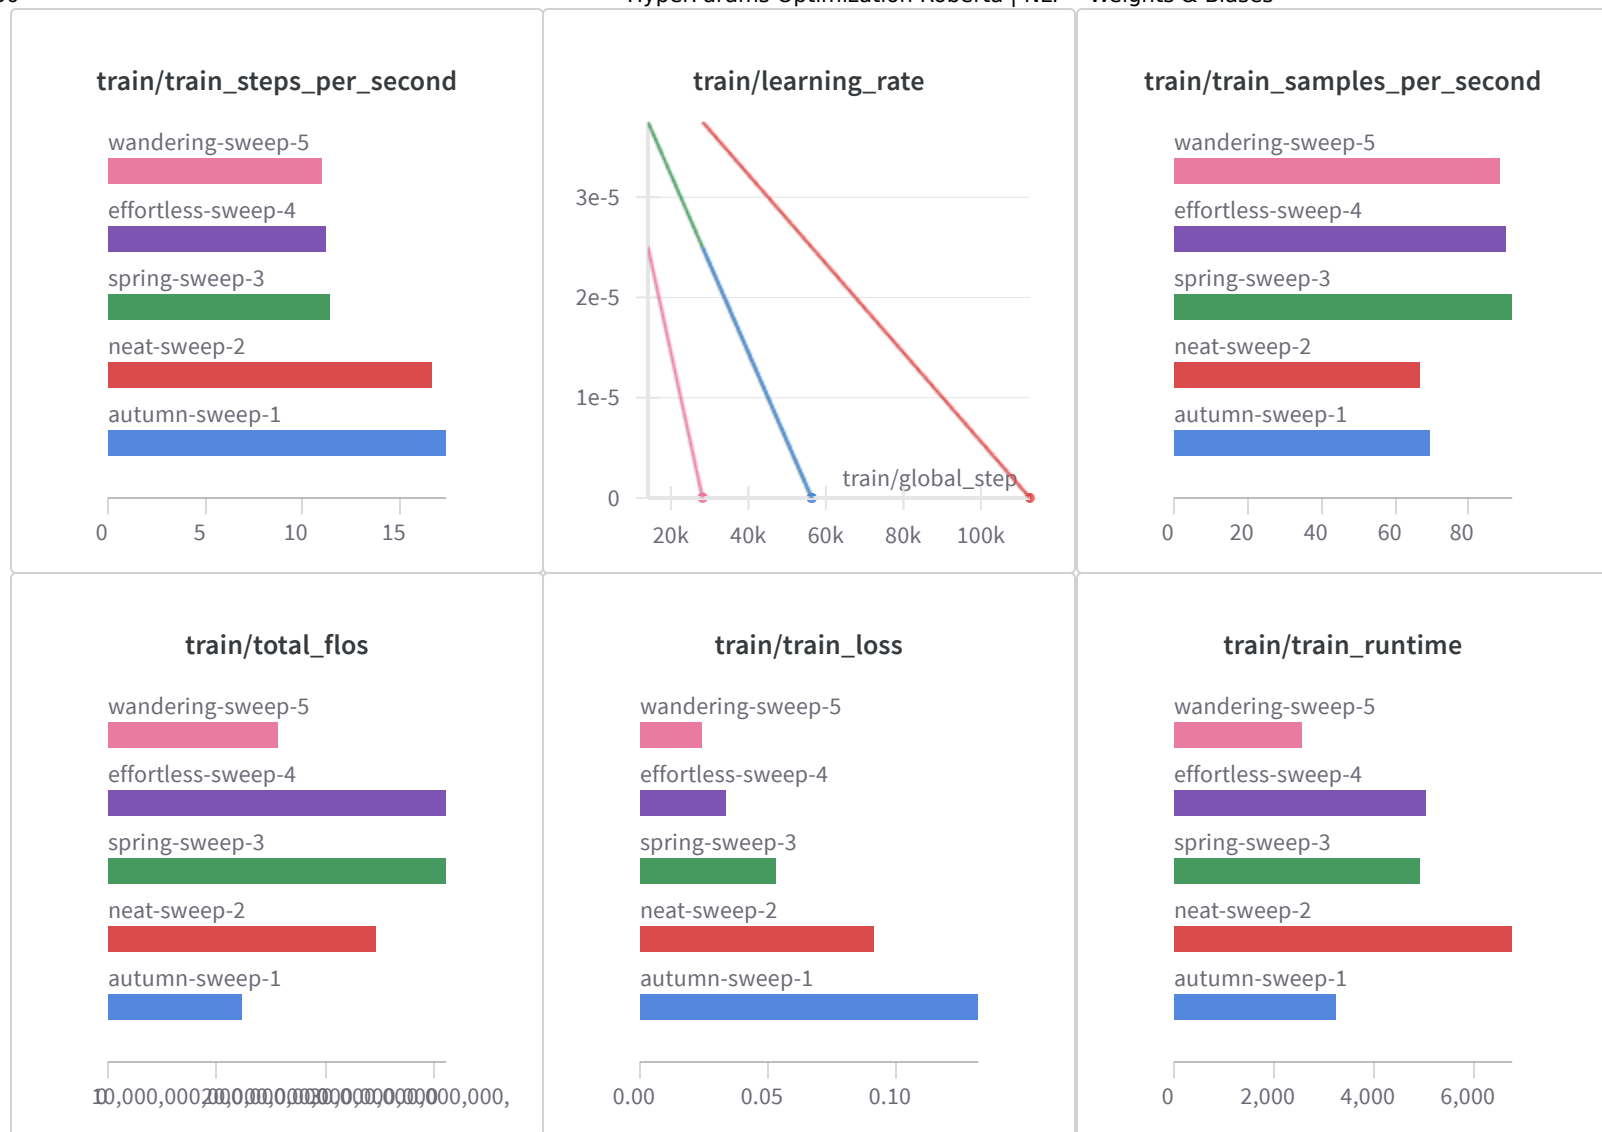 HyperParams Optimization Roberta | NLP – Weights & Biases
train/train_steps_per_second
wandering-sweep-5
effortless-sweep-4
spring-sweep-3
neat-sweep-2
autumn-sweep-1
0 5 10 15
train/learning_rate
3e-5
2e-5
1e-5
0
train/global_step
20k 40k 60k 80k 100k
train/train_samples_per_second
wandering-sweep-5
effortless-sweep-4
spring-sweep-3
neat-sweep-2
autumn-sweep-1
0 20 40 60 80
train/total_flos
wandering-sweep-5
effortless-sweep-4
spring-sweep-3
neat-sweep-2
autumn-sweep-1
train/train_loss
wandering-sweep-5
effortless-sweep-4
spring-sweep-3
neat-sweep-2
autumn-sweep-1
0.00 0.05 0.10
train/train_runtime
wandering-sweep-5
effortless-sweep-4
spring-sweep-3
neat-sweep-2
autumn-sweep-1
0 2,000 4,000 6,000